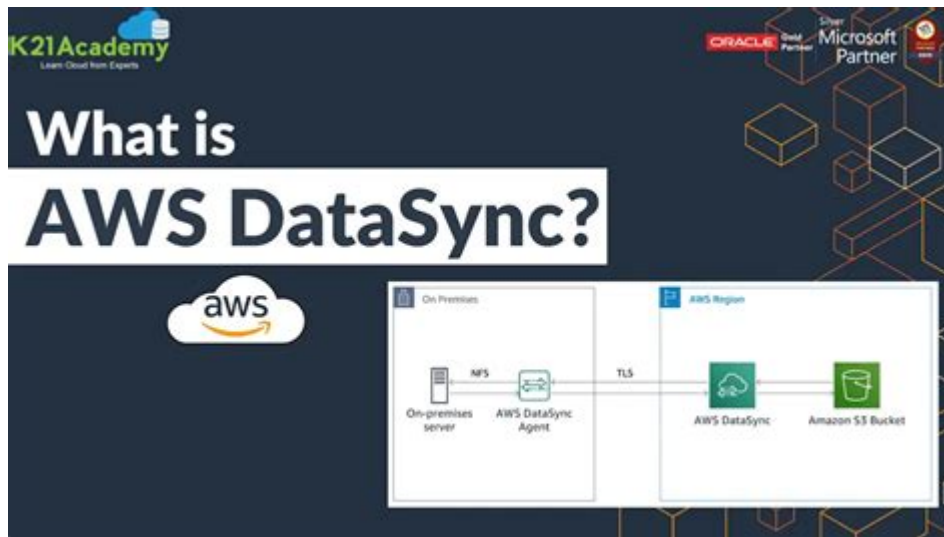 K21Academy
Learn Cloud from Experts
ORACLE Gold Partner
Silver Microsoft Partner
What is
AWS DataSync?
aws
On Premises
AWS Region
NFS
TLS
On-premises server
AWS DataSync Agent
AWS DataSync
Amazon S3 Bucket